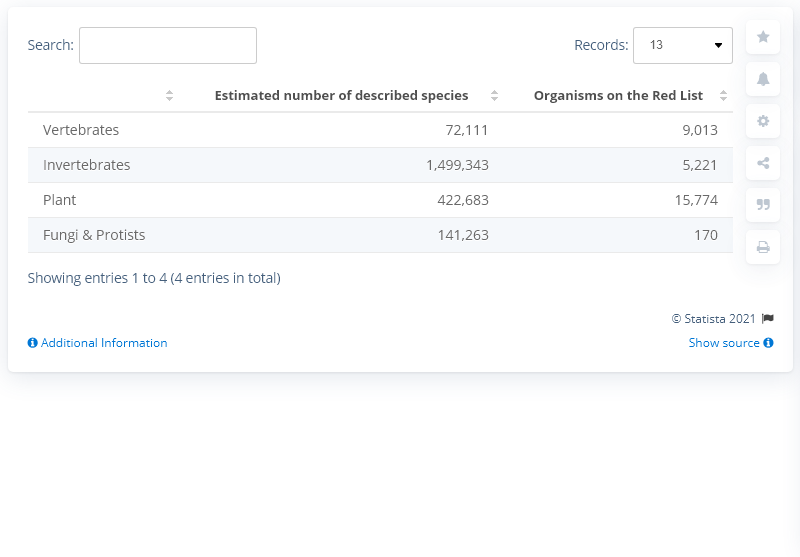 Search:
Records: 13
Estimated number of described species Organisms on the Red List
Vertebrates 72,111 9,013
Invertebrates 1,499,343 5,221
Plant 422,683 15,774
Fungi & Protists 141,263 170
Showing entries 1 to 4 (4 entries in total)
© Statista 2021
Additional Information Show source